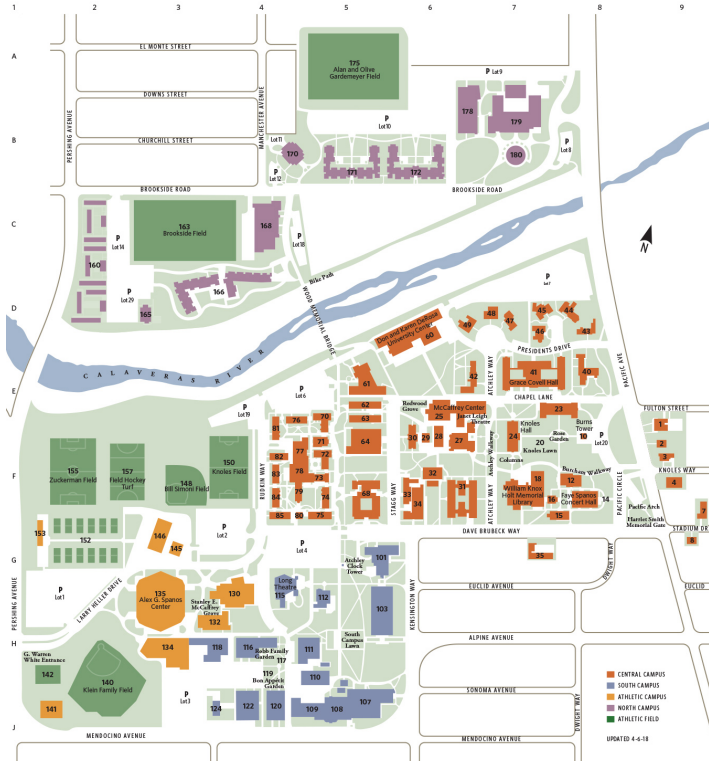 1 2 3 4 5 6 7 8 9
A
EL MONTE STREET
175
Alan and Olive
Gardemeyer Field
P
Lot 9
DOWNS STREET
MANCHESTER AVENUE
PERSHING AVENUE
P
Lot 10
178
179
B
CHURCHILL STREET
Lot 11
P
170
P
Lot 12
171
172
180
P
Lot 8
BROOKSIDE ROAD
BROOKSIDE ROAD
C
163
Brookside Field
168
P
Lot 14
P
Lot 18
160
N
166
Bike Path
P
Lot 29
165
P
Lot 7
D
WOOD MEMORIAL BRIDGE
Don and Karen DeRosa
University Center
60
49
48
47
45
44
46
43
PRESIDENTS DRIVE
CALAVERAS RIVER
61
42
ATCHLEY WAY
41
Grace Covell Hall
40
PACIFIC AVE
E
P
Lot 6
CHAPEL LANE
62
63
Redwood
Grove
McCaffrey Center
25
Janet Leigh
Theatre
23
P
Lot 19
FULTON STREET
76
70
81
71
64
30
29
28
27
24
Knoles
Hall
20
Knoles Lawn
Rose
Garden
Burns
Tower
10
P
Lot 20
1
2
3
KNOLES WAY
82
77
72
Atchley Walkway
Columns
150
Knoles Field
155
Zuckerman Field
157
Field Hockey
Turf
148
Bill Simoni Field
F
RUDKIN WAY
83
78
73
84
79
74
68
STAGG WAY
32
33
34
31
ATCHLEY WAY
Burcham Walkway
18
William Knox
Holt Memorial
Library
12
16
Faye Spanos
Concert Hall
15
14
PACIFIC CIRCLE
4
Pacific Arch
Harriet Smith
Memorial Gate
7
85
80
75
DAVE BRUBECK WAY
STADIUM DR
8
153
152
146
145
P
Lot 2
P
Lot 4
G
Atchley
Clock
Tower
101
35
DWIGHT WAY
LARRY HELLER DRIVE
P
Lot 1
PERSHING AVENUE
135
Alex G. Spanos
Center
130
Stanley E.
McCaffrey
Grove
132
Long
Theatre
115
112
103
KENSINGTON WAY
EUCLID AVENUE
EUCLID
H
134
118
116
Robb Family
Garden
117
111
South
Campus
Lawn
ALPINE AVENUE
G. Warren
White Entrance
142
140
Klein Family Field
119
Bon Appétit
Garden
110
SONOMA AVENUE
DWIGHT WAY
141
P
Lot 3
124
122
120
109
108
107
J
MENDOCINO AVENUE
MENDOCINO AVENUE
CENTRAL CAMPUS
SOUTH CAMPUS
ATHLETIC CAMPUS
NORTH CAMPUS
ATHLETIC FIELD
UPDATED 4-6-18